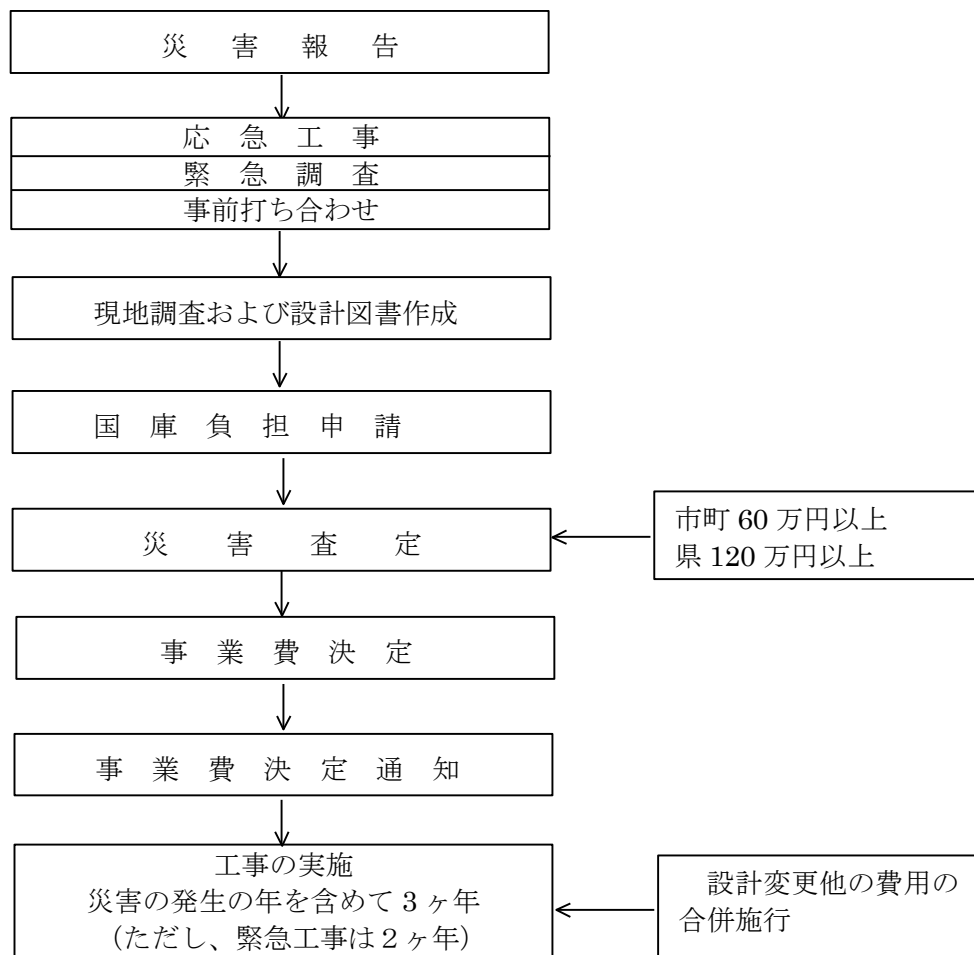 災害報告
応急工事
緊急調査
事前打ち合わせ
現地調査および設計図書作成
国庫負担申請
災害査定
市町 60 万円以上
県 120 万円以上
事業費決定
事業費決定通知
工事の実施
災害の発生の年を含めて 3 ヶ年
（ただし、緊急工事は 2 ヶ年）
設計変更他の費用の
合併施行